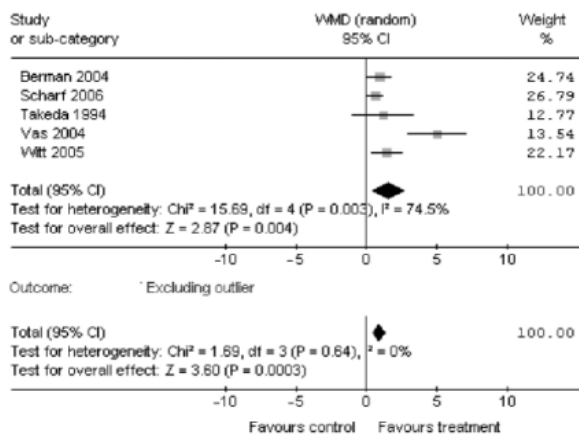 Study WMD (random) Weight
or sub-category 95% CI %
Berman 2004 24.74
Scharf 2006 26.79
Takeda 1994 12.77
Vas 2004 13.54
Witt 2005 22.17
Total (95% CI) 100.00
Test for heterogeneity: Chi² = 15.69, df = 4 (P = 0.003), I² = 74.5%
Test for overall effect: Z = 2.87 (P = 0.004)
-10 -5 0 5 10
Outcome: Excluding outlier
Total (95% CI) 100.00
Test for heterogeneity: Chi² = 1.69, df = 3 (P = 0.64), ² = 0%
Test for overall effect: Z = 3.60 (P = 0.0003)
-10 -5 0 5 10
Favours control Favours treatment